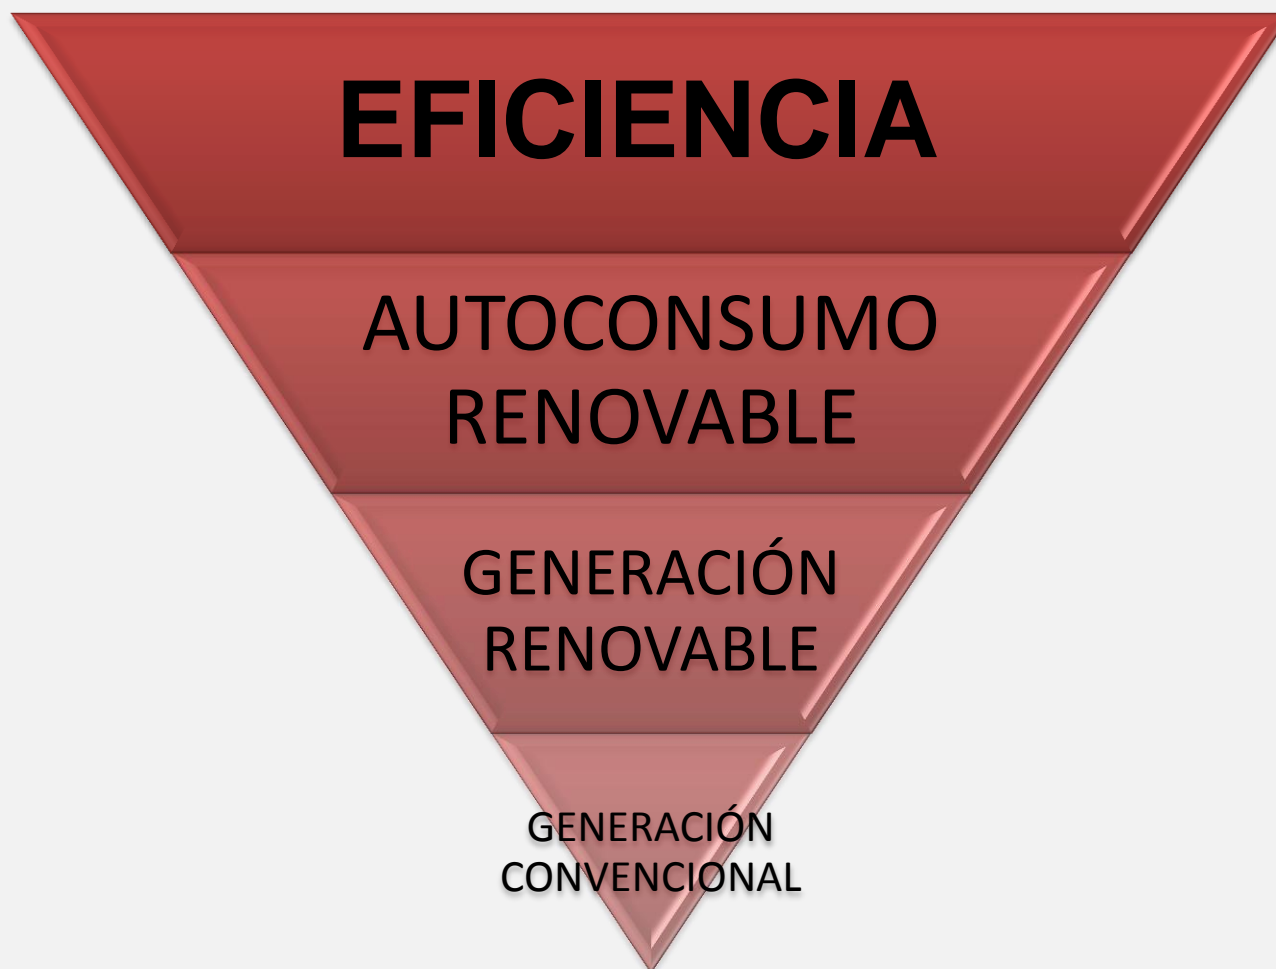 EFICIENCIA
AUTOCONSUMO
RENOVABLE
GENERACIÓN
RENOVABLE
GENERACIÓN
CONVENCIONAL